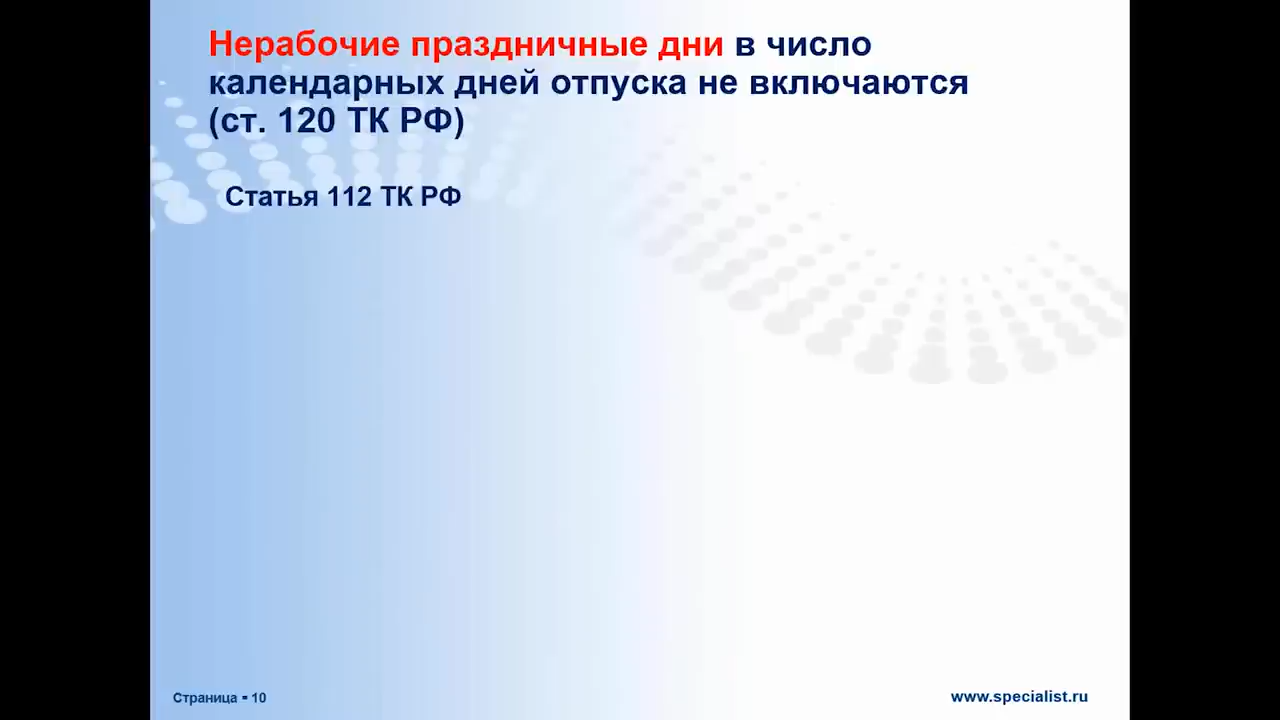 Нерабочие праздничные дни в число
календарных дней отпуска не включаются
(ст. 120 ТК РФ)
Статья 112 ТК РФ
Страница ▪ 10
www.specialist.ru